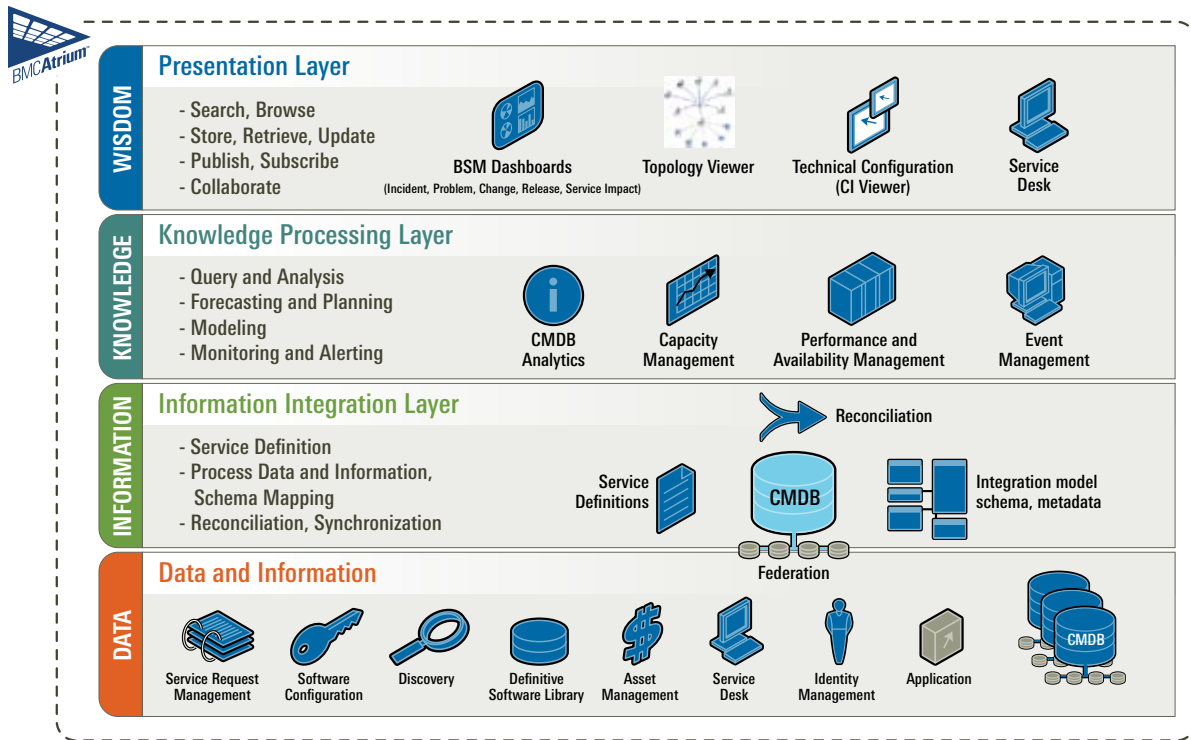 BMCAtrium™
WISDOM
Presentation Layer
- Search, Browse
- Store, Retrieve, Update
- Publish, Subscribe
- Collaborate
BSM Dashboards
(Incident, Problem, Change, Release, Service Impact)
Topology Viewer
Technical Configuration
(CI Viewer)
Service
Desk
KNOWLEDGE
Knowledge Processing Layer
- Query and Analysis
- Forecasting and Planning
- Modeling
- Monitoring and Alerting
CMDB
Analytics
Capacity
Management
Performance and
Availability Management
Event
Management
INFORMATION
Information Integration Layer
- Service Definition
- Process Data and Information,
Schema Mapping
- Reconciliation, Synchronization
Reconciliation
Service
Definitions
CMDB
Integration model
schema, metadata
Federation
DATA
Data and Information
Service Request
Management
Software
Configuration
Discovery
Definitive
Software Library
Asset
Management
Service
Desk
Identity
Management
Application
CMDB